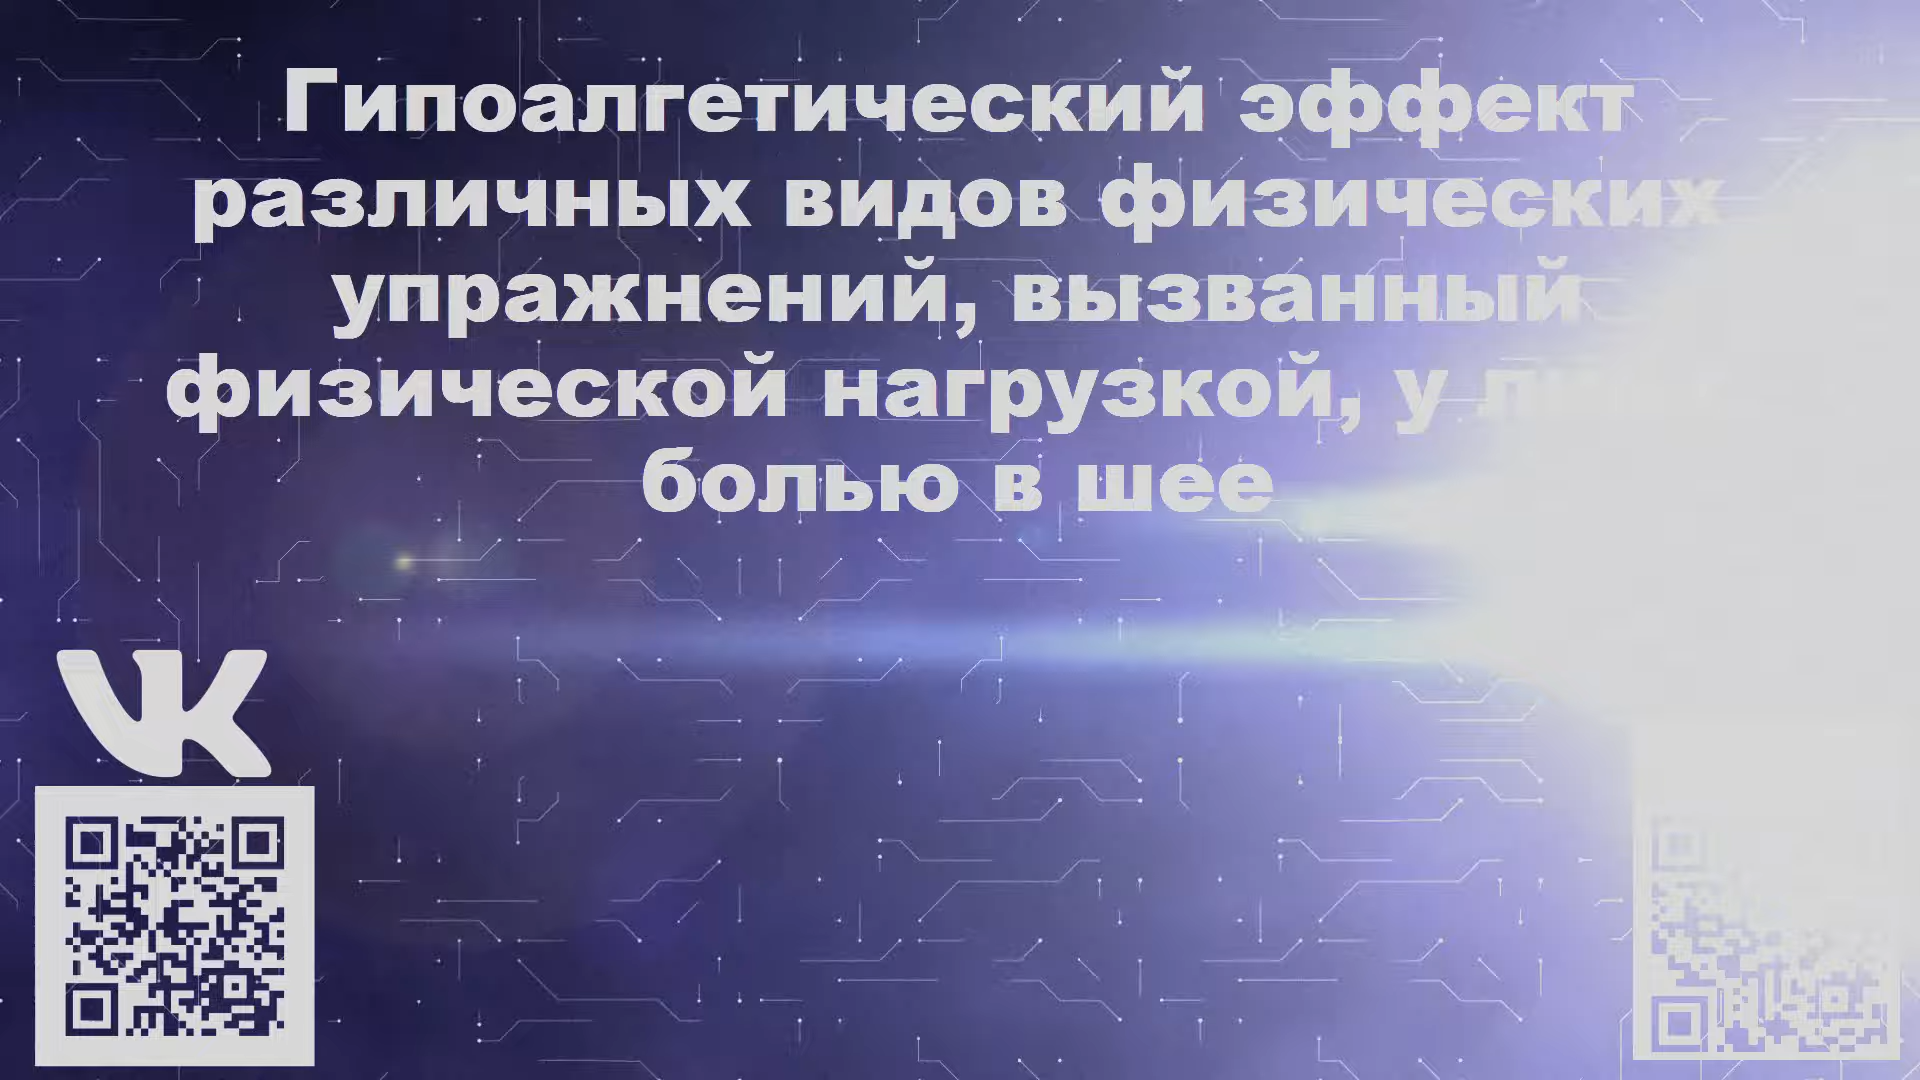 Гипоалгетический эффект
различных видов физических
упражнений, вызванный
физической нагрузкой, у
болью в шее